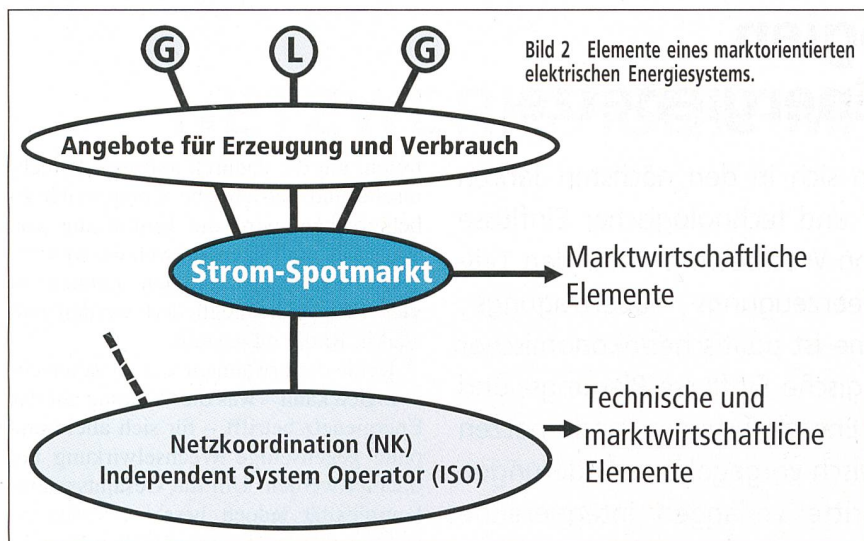 G L G
Bild 2 Elemente eines marktorientierten
elektrischen Energiesystems.
Angebote für Erzeugung und Verbrauch
Strom-Spotmarkt
Marktwirtschaftliche
Elemente
Technische und
marktwirtschaftliche
Elemente
Netzkoordination (NK)
Independent System Operator (ISO)